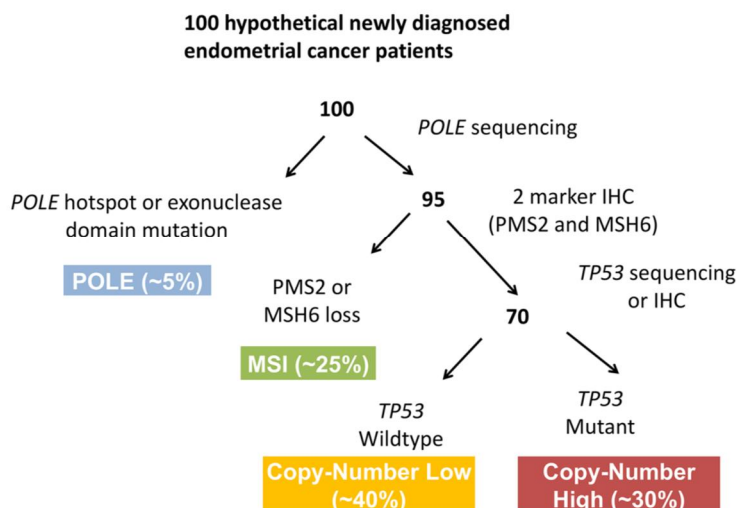 100 hypothetical newly diagnosed
endometrial cancer patients
100
POLE sequencing
POLE hotspot or exonuclease
domain mutation
95
2 marker IHC
(PMS2 and MSH6)
POLE (~5%)
PMS2 or
MSH6 loss
TP53 sequencing
or IHC
70
MSI (~25%)
TP53
Wildtype
TP53
Mutant
Copy-Number Low
(~40%)
Copy-Number
High (~30%)